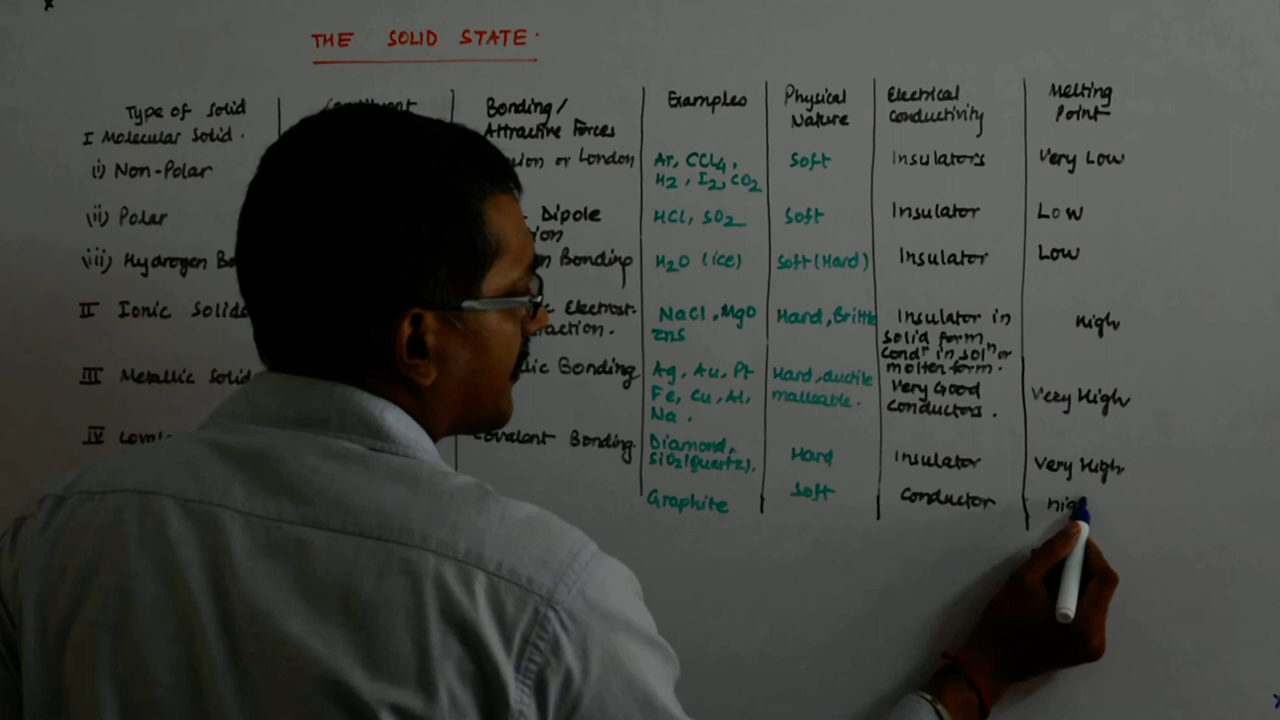 THE SOLID STATE.
Type of Solid
Bonding/
Attractive Forces
Examples
Physical
Nature
Electrical
conductivity
Melting
Point
I Molecular Solid.
(i) Non-Polar
or London
Ar, CCl4,
H2, I2, CO2
Soft
Insulators
Very Low
(ii) Polar
Dipole
HCl, SO2
Soft
Insulator
Low
(iii) Hydrogen
Bonding
H2O (ice)
Soft (Hard)
Insulator
Low
II Ionic Solids
NaCl, MgO
ZnS
Hard, Brittle
Insulator in
solid form,
condr in soln or
molten form.
High
III Metallic Solid
Bonding
Ag, Au, Pt
Fe, Cu, Al,
Na.
Hard, ductile
malleable.
Very Good
conductors.
Very High
IV
Covalent Bonding.
Diamond,
SiO2 (quartz).
Hard
Insulator
Very High
Graphite
Soft
Conductor